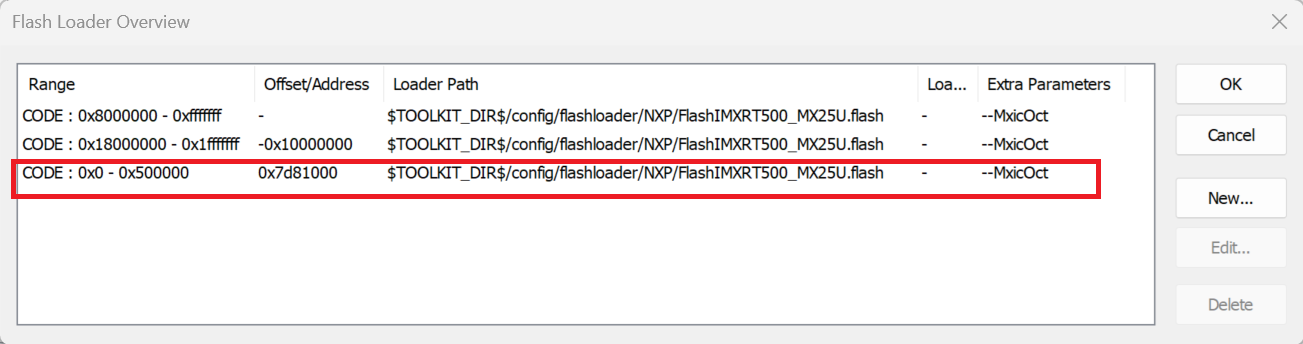 Flash Loader Overview
Range Offset/Address Loader Path Loa... Extra Parameters
CODE : 0x8000000 - 0xfffffff - $TOOLKIT_DIR$/config/flashloader/NXP/FlashIMXRT500_MX25U.flash - --MxicOct
CODE : 0x18000000 - 0x1fffffff -0x10000000 $TOOLKIT_DIR$/config/flashloader/NXP/FlashIMXRT500_MX25U.flash - --MxicOct
CODE : 0x0 - 0x500000 0x7d81000 $TOOLKIT_DIR$/config/flashloader/NXP/FlashIMXRT500_MX25U.flash - --MxicOct
OK
Cancel
New...
Edit...
Delete